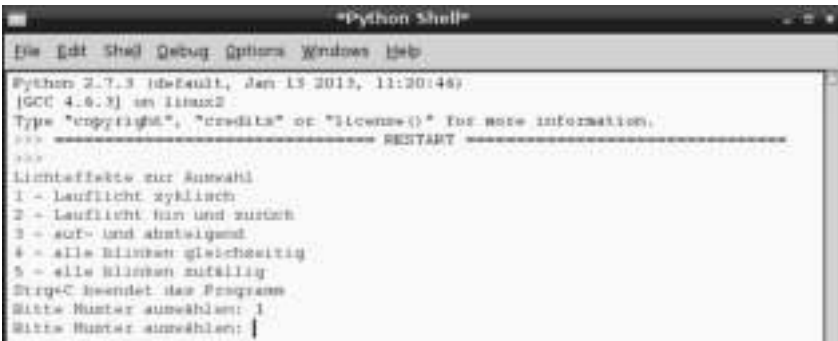 *Python Shell*
File Edit Shell Debug Options Windows Help
Python 2.7.3 (default, Jan 13 2013, 11:20:46)
[GCC 4.6.3] on linux2
Type "copyright", "credits" or "license()" for more information.
>>> ================================ RESTART ================================
>>>
Lichteffekte zur Auswahl
1 - Lauflicht zyklisch
2 - Lauflicht hin und zurück
3 - auf- und absteigend
4 - alle blinken gleichzeitig
5 - alle blinken zufällig
Strg+C beendet das Programm
Bitte Muster auswählen: 1
Bitte Muster auswählen: